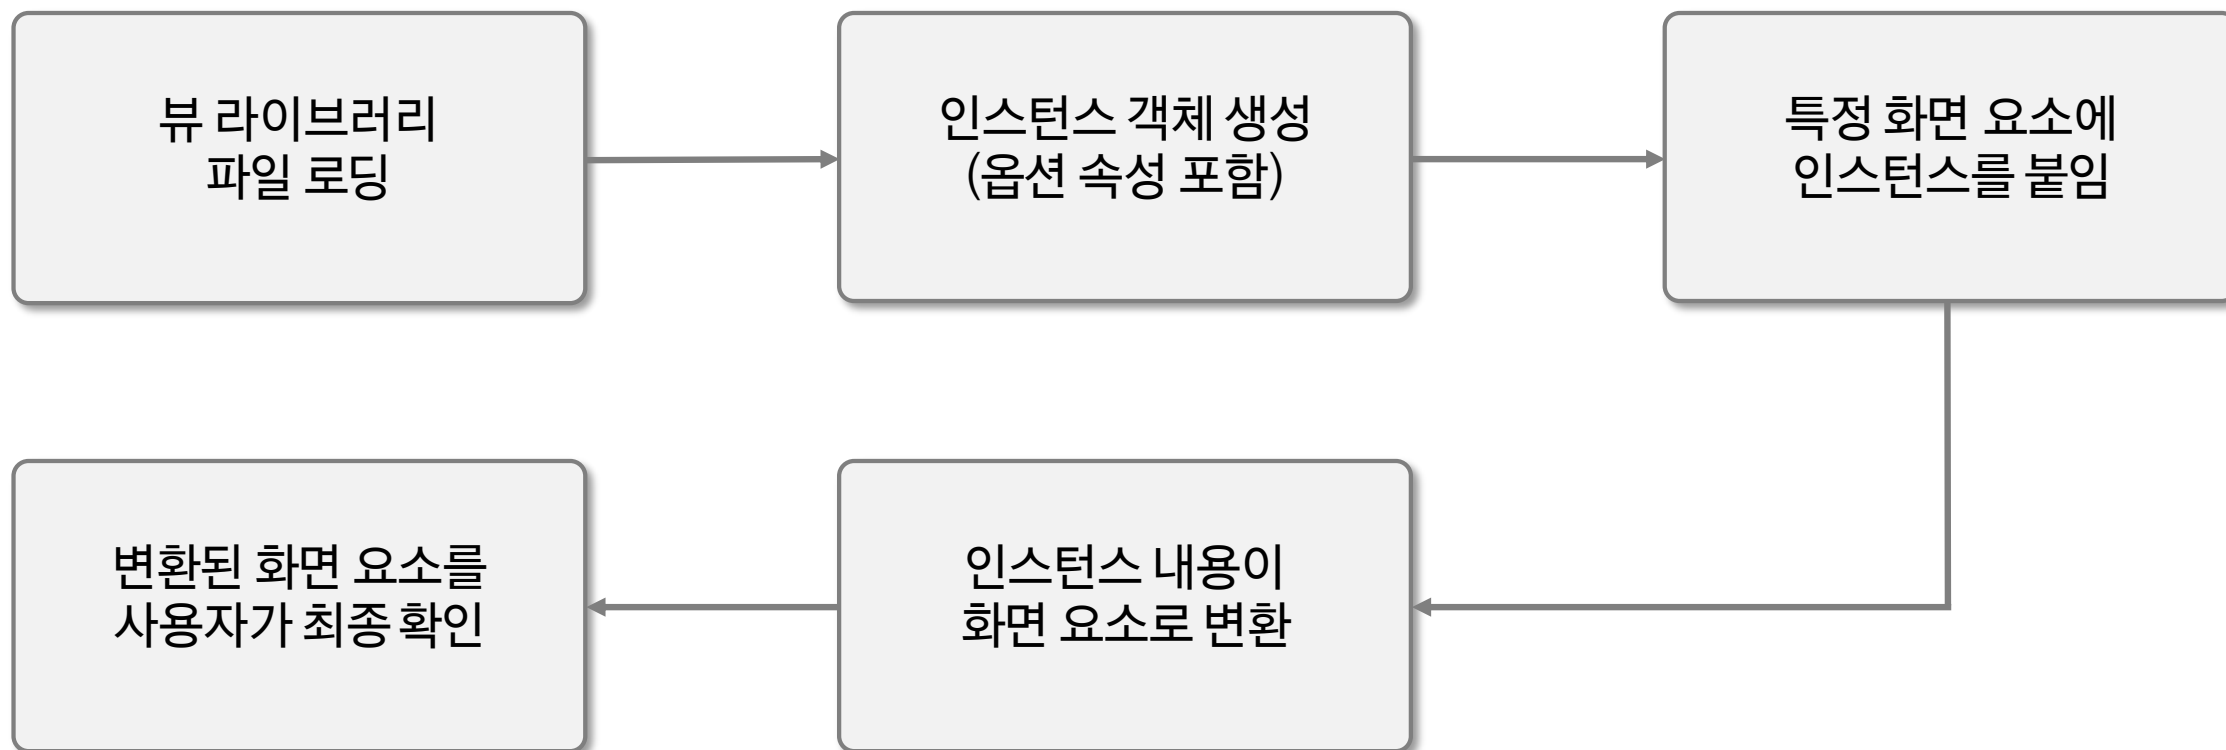 뷰 라이브러리
파일 로딩
인스턴스 객체 생성
(옵션 속성 포함)
특정 화면 요소에
인스턴스를 붙임
인스턴스 내용이
화면 요소로 변환
변환된 화면 요소를
사용자가 최종 확인